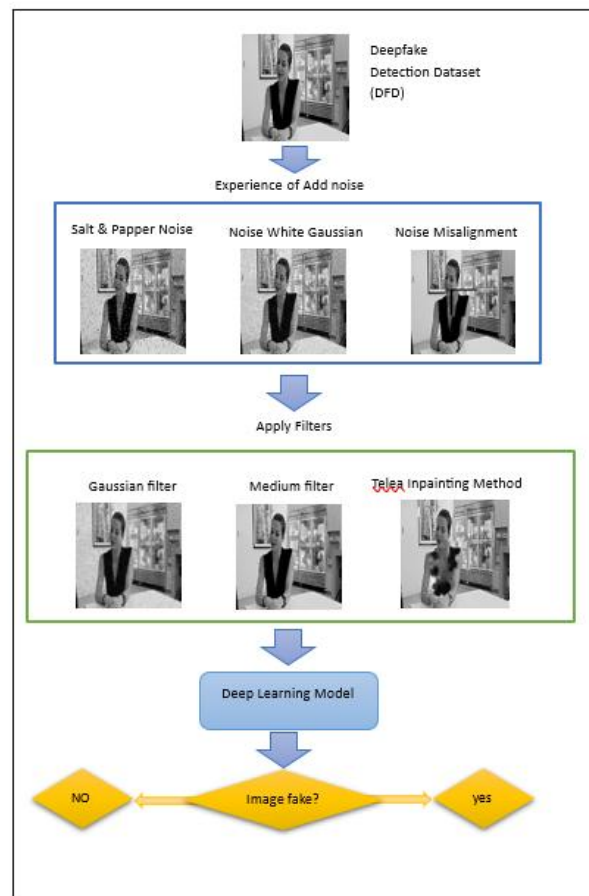 Deepfake
Detection Dataset
(DFD)
Experience of Add noise
Salt & Papper Noise
Noise White Gaussian
Noise Misalignment
Apply Filters
Gaussian filter
Medium filter
Telea Inpainting Method
Deep Learning Model
NO
Image fake?
yes